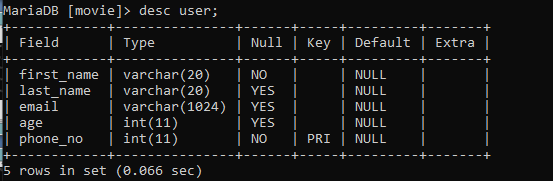 MariaDB [movie]> desc user;
+------------+---------------+------+-----+---------+-------+
| Field      | Type          | Null | Key | Default | Extra |
+------------+---------------+------+-----+---------+-------+
| first_name | varchar(20)   | NO   |     | NULL    |       |
| last_name  | varchar(20)   | YES  |     | NULL    |       |
| email      | varchar(1024) | YES  |     | NULL    |       |
| age        | int(11)       | YES  |     | NULL    |       |
| phone_no   | int(11)       | NO   | PRI | NULL    |       |
+------------+---------------+------+-----+---------+-------+
5 rows in set (0.066 sec)